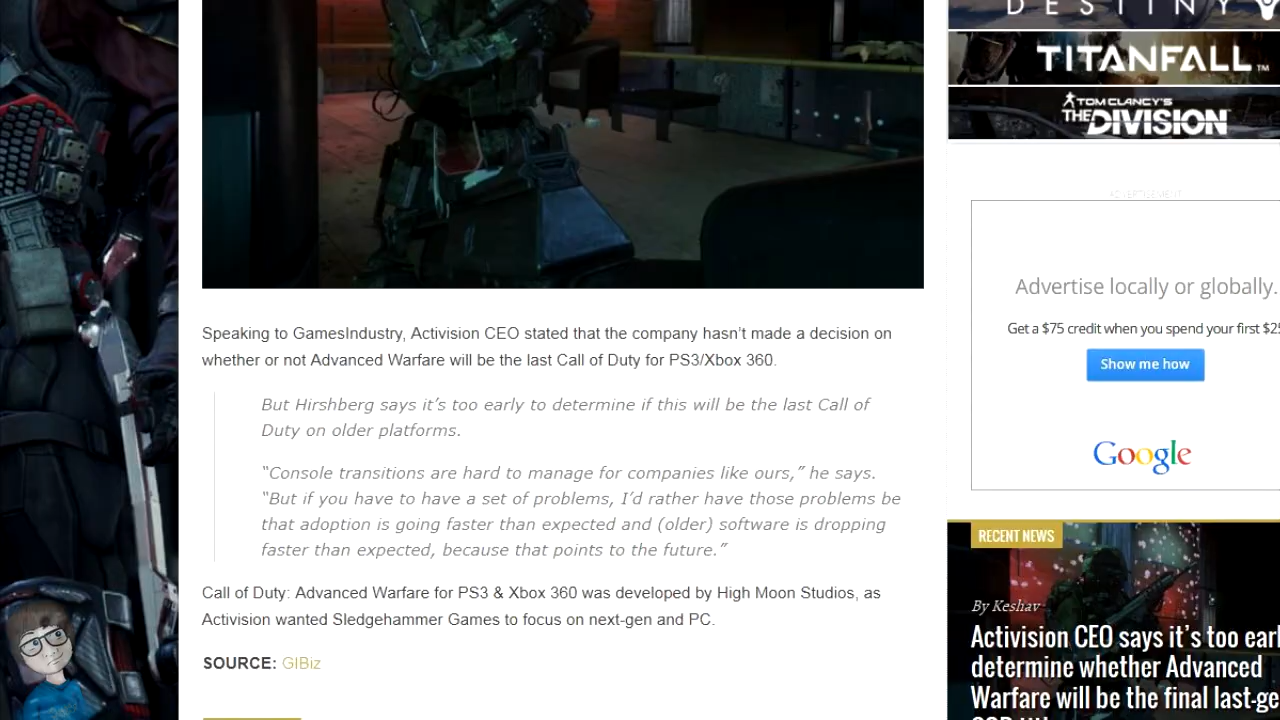 Speaking to GamesIndustry, Activision CEO stated that the company hasn't made a decision on
whether or not Advanced Warfare will be the last Call of Duty for PS3/Xbox 360.
But Hirshberg says it's too early to determine if this will be the last Call of
Duty on older platforms.
"Console transitions are hard to manage for companies like ours," he says.
"But if you have to have a set of problems, I'd rather have those problems be
that adoption is going faster than expected and (older) software is dropping
faster than expected, because that points to the future."
Call of Duty: Advanced Warfare for PS3 & Xbox 360 was developed by High Moon Studios, as
Activision wanted Sledgehammer Games to focus on next-gen and PC.
SOURCE: GIBiz
DESTINY
TITANFALL™
TOM CLANCY'S
THE DIVISION
ADVERTISEMENT
Advertise locally or globally.
Get a $75 credit when you spend your first $25
Show me how
Google
RECENT NEWS
By Keshav
Activision CEO says it's too earl
determine whether Advanced
Warfare will be the final last-ge